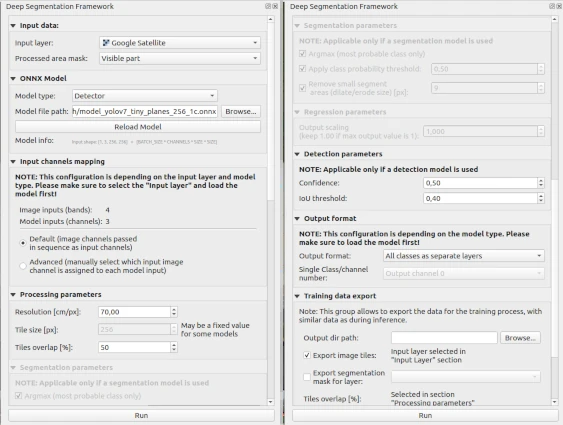 Deep Segmentation Framework
Input data:
Input layer:
Google Satellite
Processed area mask:
Visible part
ONNX Model
Model type:
Detector
Model file path:
h/model_yolov7_tiny_planes_256_1c.onnx
Browse...
Reload Model
Model info:
Input shape: [1, 3, 256, 256] = [BATCH_SIZE * CHANNELS * SIZE * SIZE]
Input channels mapping
NOTE: This configuration is depending on the input layer and model
type. Please make sure to select the "Input layer" and load the
model first!
Image inputs (bands): 4
Model inputs (channels): 3
Default (image channels passed
in sequence as input channels)
Advanced (manually select which input image
channel is assigned to each model input)
Processing parameters
Resolution [cm/px]:
70,00
Tile size [px]:
256
May be a fixed value
for some models
Tiles overlap [%]:
50
Segmentation parameters
NOTE: Applicable only if a segmentation model is used
Argmax (most probable class only)
Run
Deep Segmentation Framework
Segmentation parameters
NOTE: Applicable only if a segmentation model is used
Argmax (most probable class only)
Apply class probability threshold:
0,50
Remove small segment
areas (dilate/erode size) [px]:
9
Regression parameters
Output scaling
(keep 1.00 if max output value is 1):
1,000
Detection parameters
NOTE: Applicable only if a detection model is used
Confidence:
0,50
IoU threshold:
0,40
Output format
NOTE: This configuration is depending on the model type. Please
make sure to load the model first!
Output format:
All classes as separate layers
Single Class/channel
number:
Output channel 0
Training data export
Note: This group allows to export the data for the training process, with
similar data as during inference.
Output dir path:
Browse...
Export image tiles:
Input layer selected in
"Input Layer" section
Export segmentation
mask for layer:
Tiles overlap [%]:
Selected in section
"Processing parameters"
Run